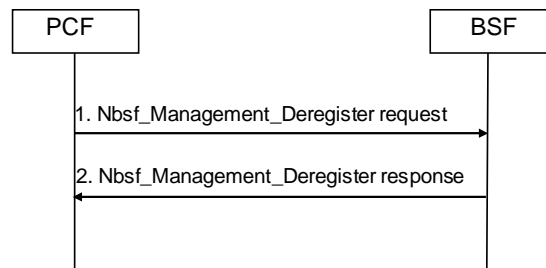 PCF
BSF
1. Nbsf_Management_Deregister request
2. Nbsf_Management_Deregister response